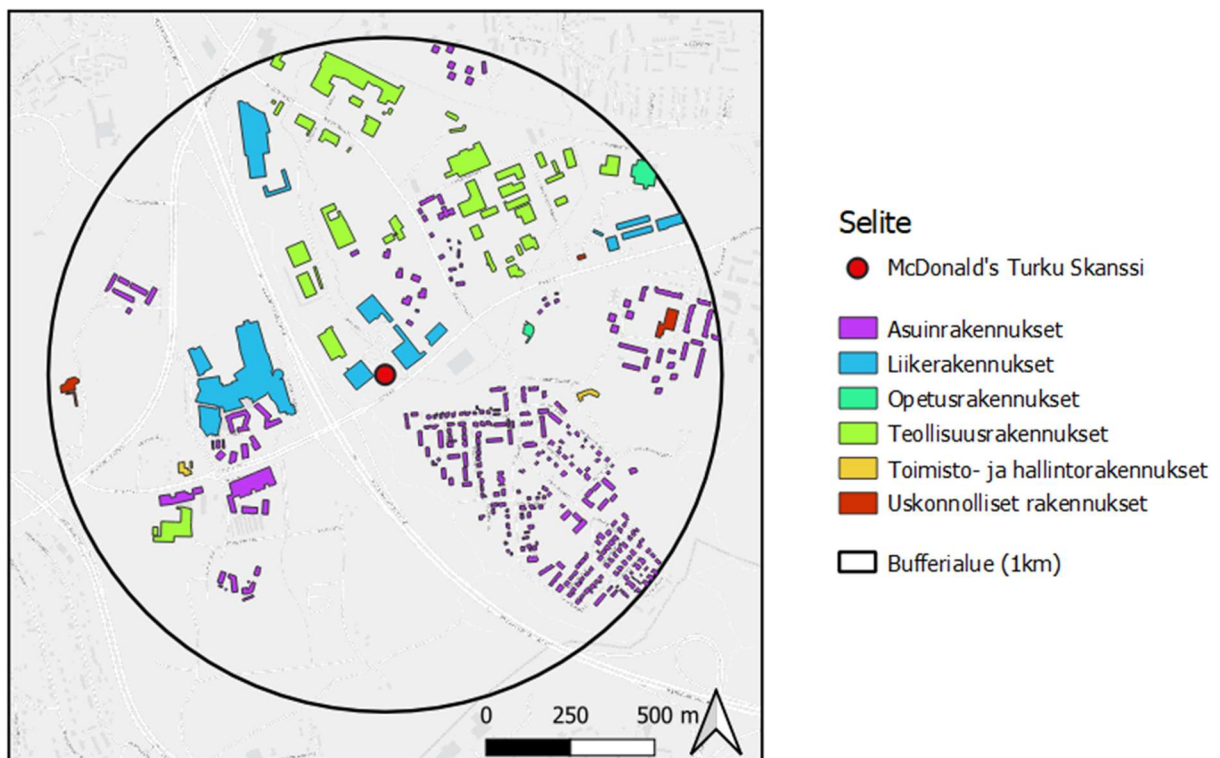 Selite
McDonald's Turku Skanssi
Asuinrakennukset
Liikerakennukset
Opetusrakennukset
Teollisuusrakennukset
Toimisto- ja hallintorakennukset
Uskonnolliset rakennukset
Bufferialue (1km)
0 250 500 m